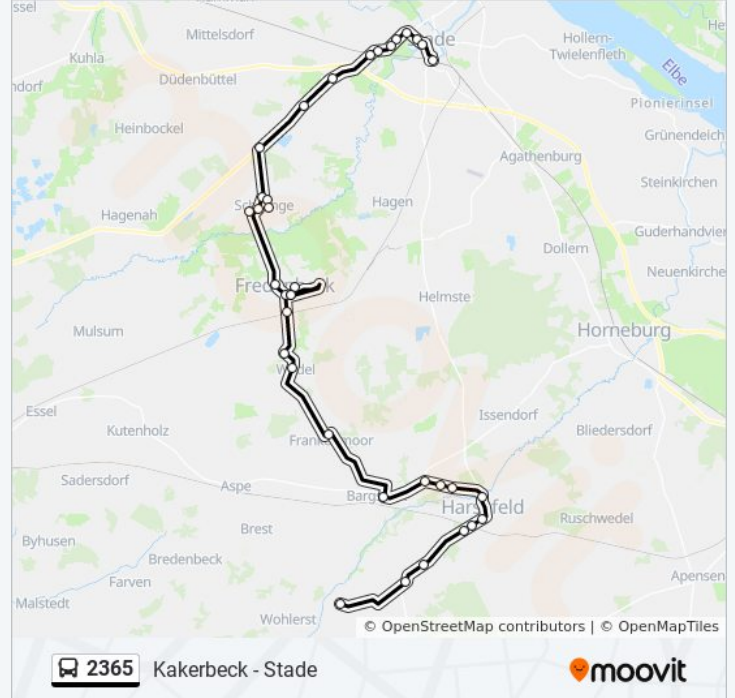 ssel
Mittelsdorf
Hollern-
Twielenfleth
Kuhla
Elbe
ndorf
Düdenbüttel
Pionierinsel
Heinbockel
Grünendeich
Agathenburg
Steinkirchen
Hagen
Hagenah
Guderhandvier
Dollern
Neuenkirche
Helmste
Mulsum
Horneburg
Essel
Issendorf
Kutenholz
Bliedersdorf
Sadersdorf
Aspe
Ruschwedel
Brest
Byhusen
Bredenbeck
Farven
Apensen
Malstedt
Wohlerst
© OpenStreetMap contributors | © OpenMapTiles
2365 Kakerbeck - Stade
moovit